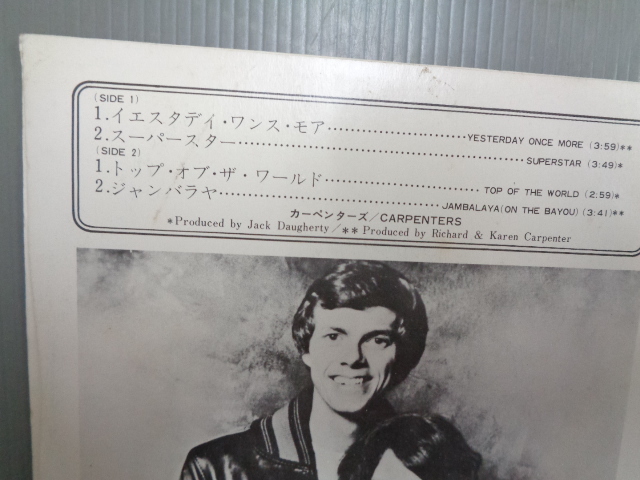 (SIDE 1)
1.イエスタデイ・ワンス・モア……………………YESTERDAY ONCE MORE (3:59)**
2.スーパースター……………………………………SUPERSTAR (3:49)*
(SIDE 2)
1.トップ・オブ・ザ・ワールド……………………TOP OF THE WORLD (2:59)*
2.ジャンバラヤ………………………………JAMBALAYA(ON THE BAYOU) (3:41)**
カーペンターズ/CARPENTERS
*Produced by Jack Daugherty/** Produced by Richard & Karen Carpenter